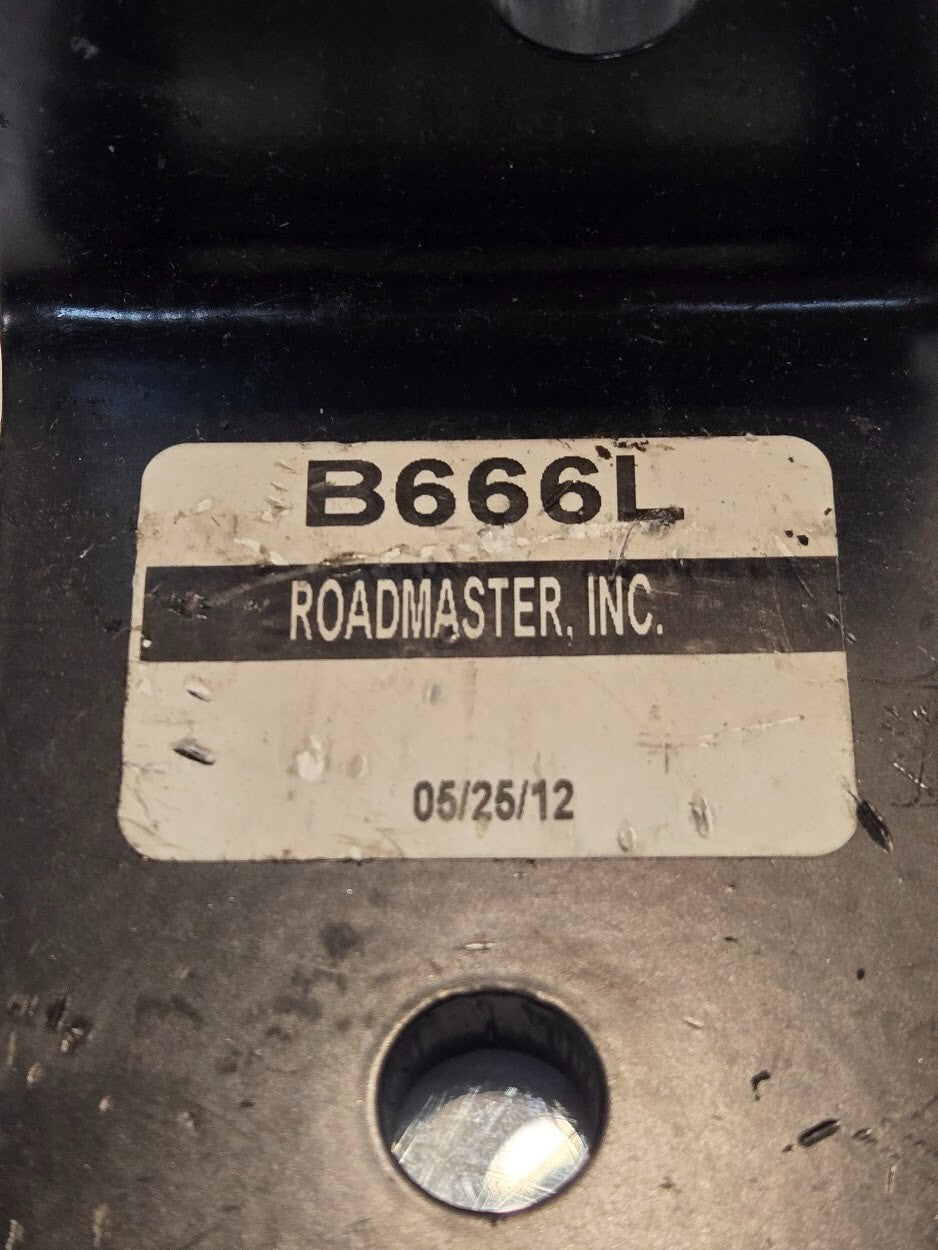 B666L
ROADMASTER, INC.
05/25/12